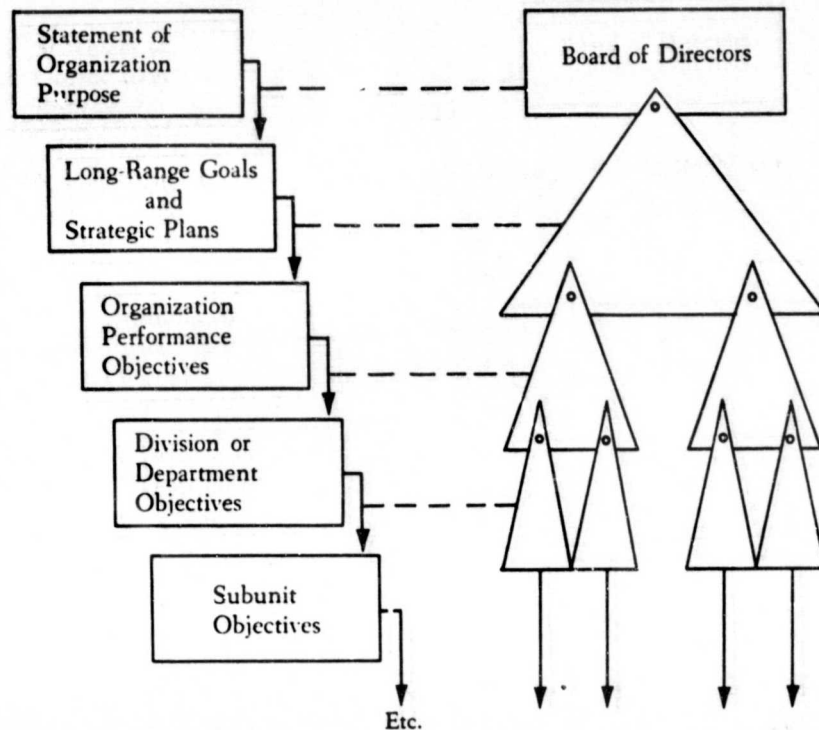 Statement of
Organization
Purpose
Board of Directors
Long-Range Goals
and
Strategic Plans
Organization
Performance
Objectives
Division or
Department
Objectives
Subunit
Objectives
Etc.